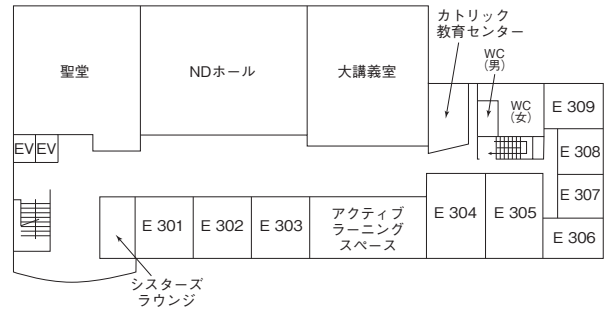 カトリック
教育センター
WC
(男)
聖堂
NDホール
大講義室
WC
(女)
E 309
EV
EV
E 308
E 307
E 301
E 302
E 303
アクティブ
ラーニング
スペース
E 304
E 305
E 306
シスターズ
ラウンジ